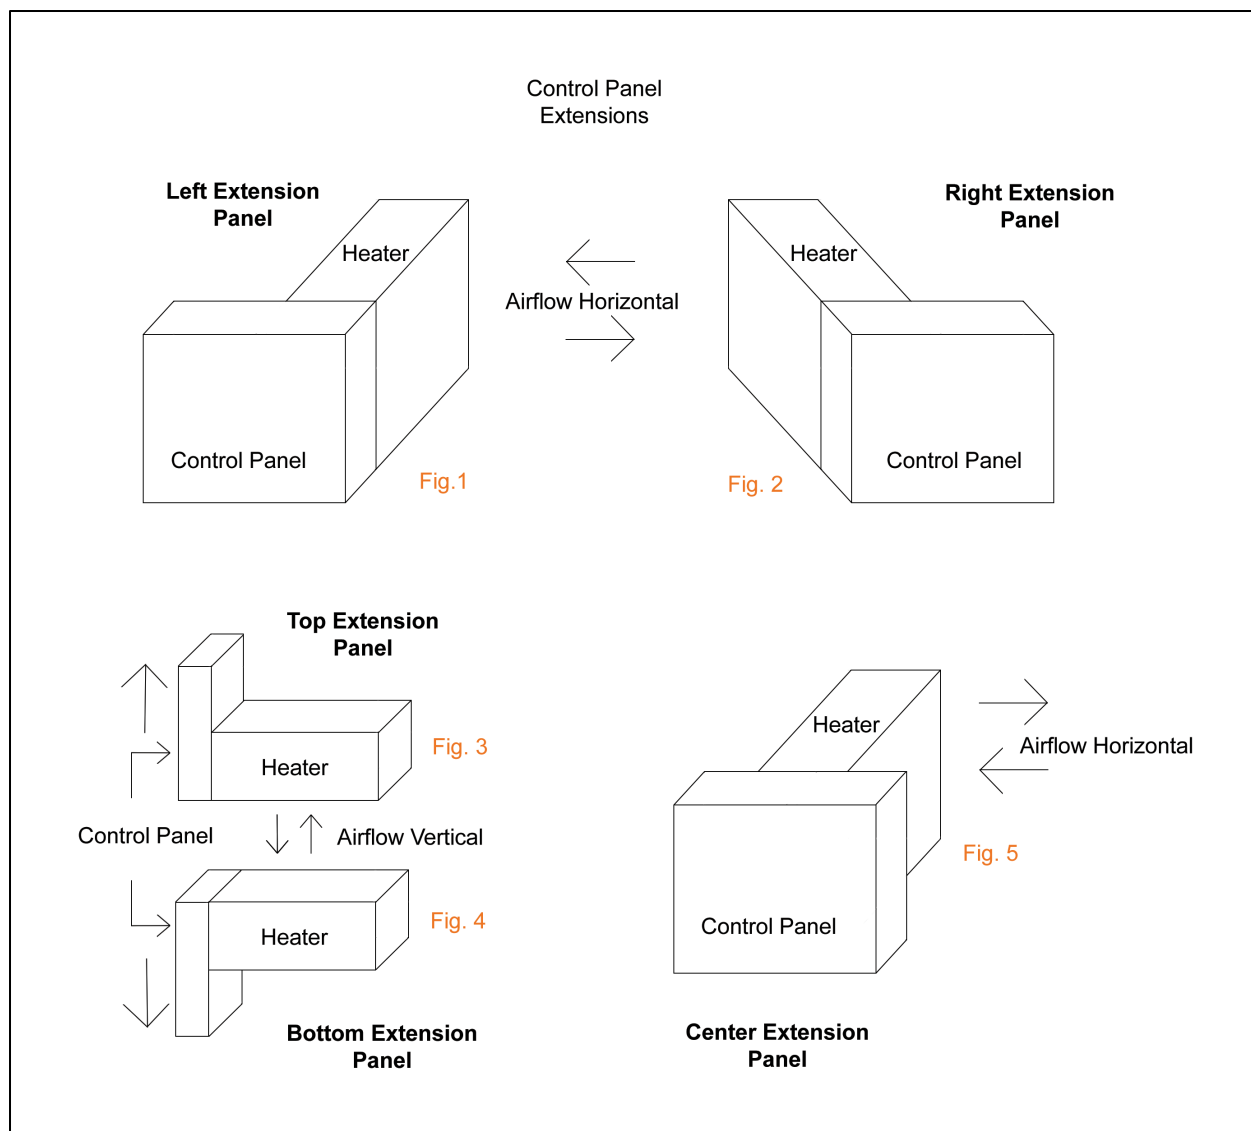 Control Panel
Extensions
Left Extension
Panel
Right Extension
Panel
Heater
Heater
Airflow Horizontal
Control Panel
Control Panel
Fig.1
Fig. 2
Top Extension
Panel
Heater
Fig. 3
Heater
Airflow Horizontal
Control Panel
Airflow Vertical
Fig. 5
Heater
Fig. 4
Control Panel
Bottom Extension
Panel
Center Extension
Panel